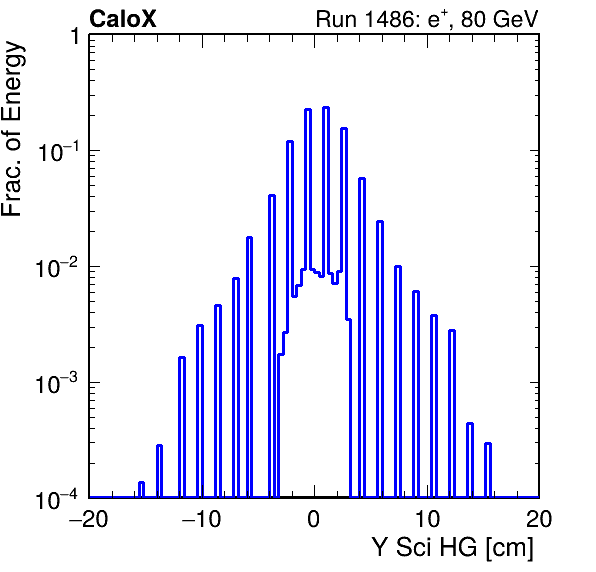 CaloX Run 1486: e⁺, 80 GeV
Frac. of Energy
1
10⁻¹
10⁻²
10⁻³
10⁻⁴
−20 −10 0 10 20
Y Sci HG [cm]